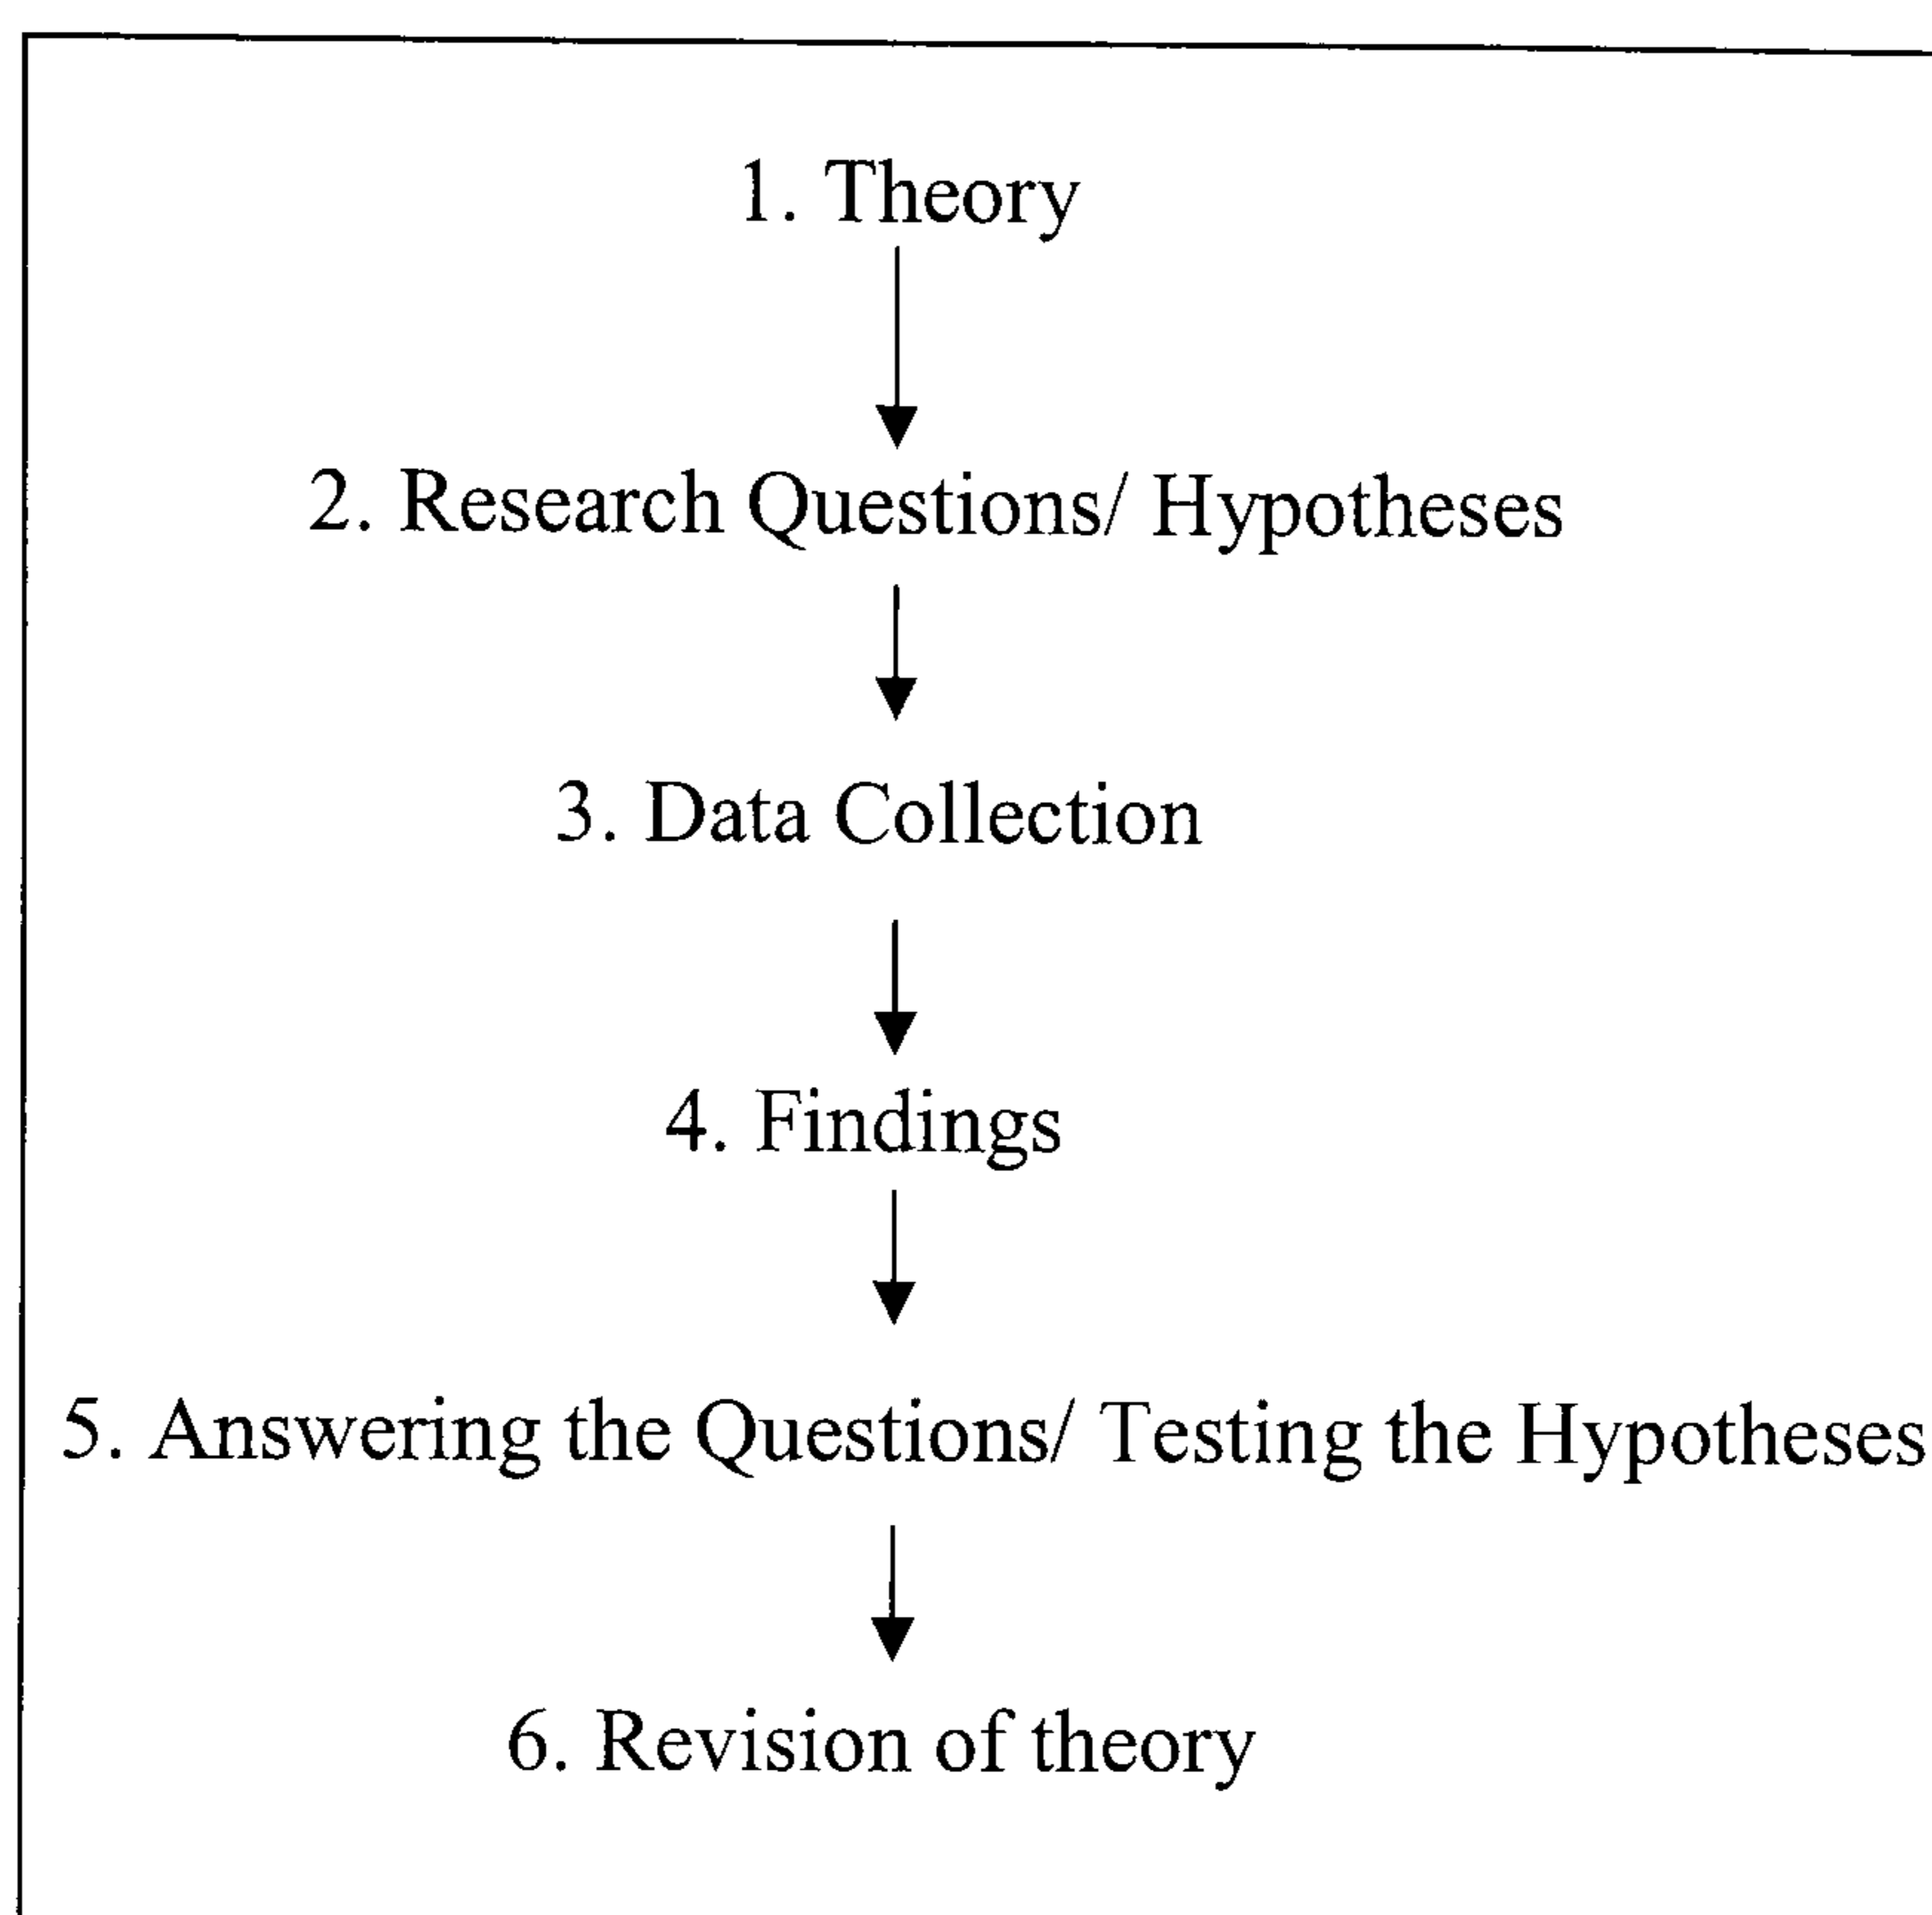 1. Theory
2. Research Questions/ Hypotheses
3. Data Collection
4. Findings
5. Answering the Questions/ Testing the Hypotheses
6. Revision of theory